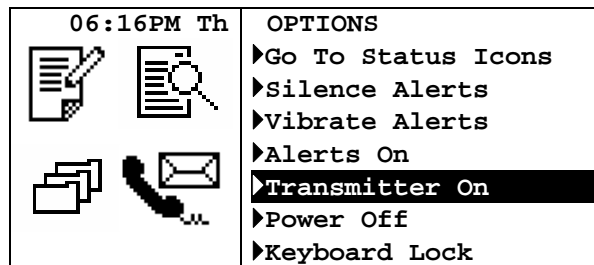 06:16PM Th
OPTIONS
Go To Status Icons
Silence Alerts
Vibrate Alerts
Alerts On
Transmitter On
Power Off
Keyboard Lock